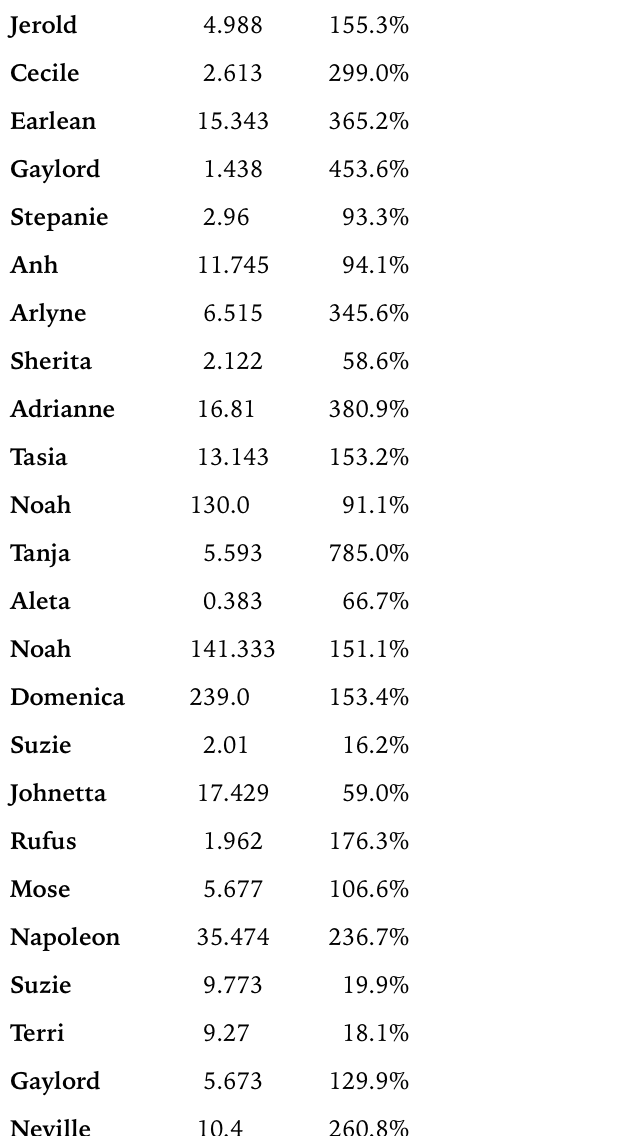 Jerold 4.988 155.3%
Cecile 2.613 299.0%
Earlean 15.343 365.2%
Gaylord 1.438 453.6%
Stepanie 2.96 93.3%
Anh 11.745 94.1%
Arlyne 6.515 345.6%
Sherita 2.122 58.6%
Adrianne 16.81 380.9%
Tasia 13.143 153.2%
Noah 130.0 91.1%
Tanja 5.593 785.0%
Aleta 0.383 66.7%
Noah 141.333 151.1%
Domenica 239.0 153.4%
Suzie 2.01 16.2%
Johnetta 17.429 59.0%
Rufus 1.962 176.3%
Mose 5.677 106.6%
Napoleon 35.474 236.7%
Suzie 9.773 19.9%
Terri 9.27 18.1%
Gaylord 5.673 129.9%
Neville 10.4 260.8%